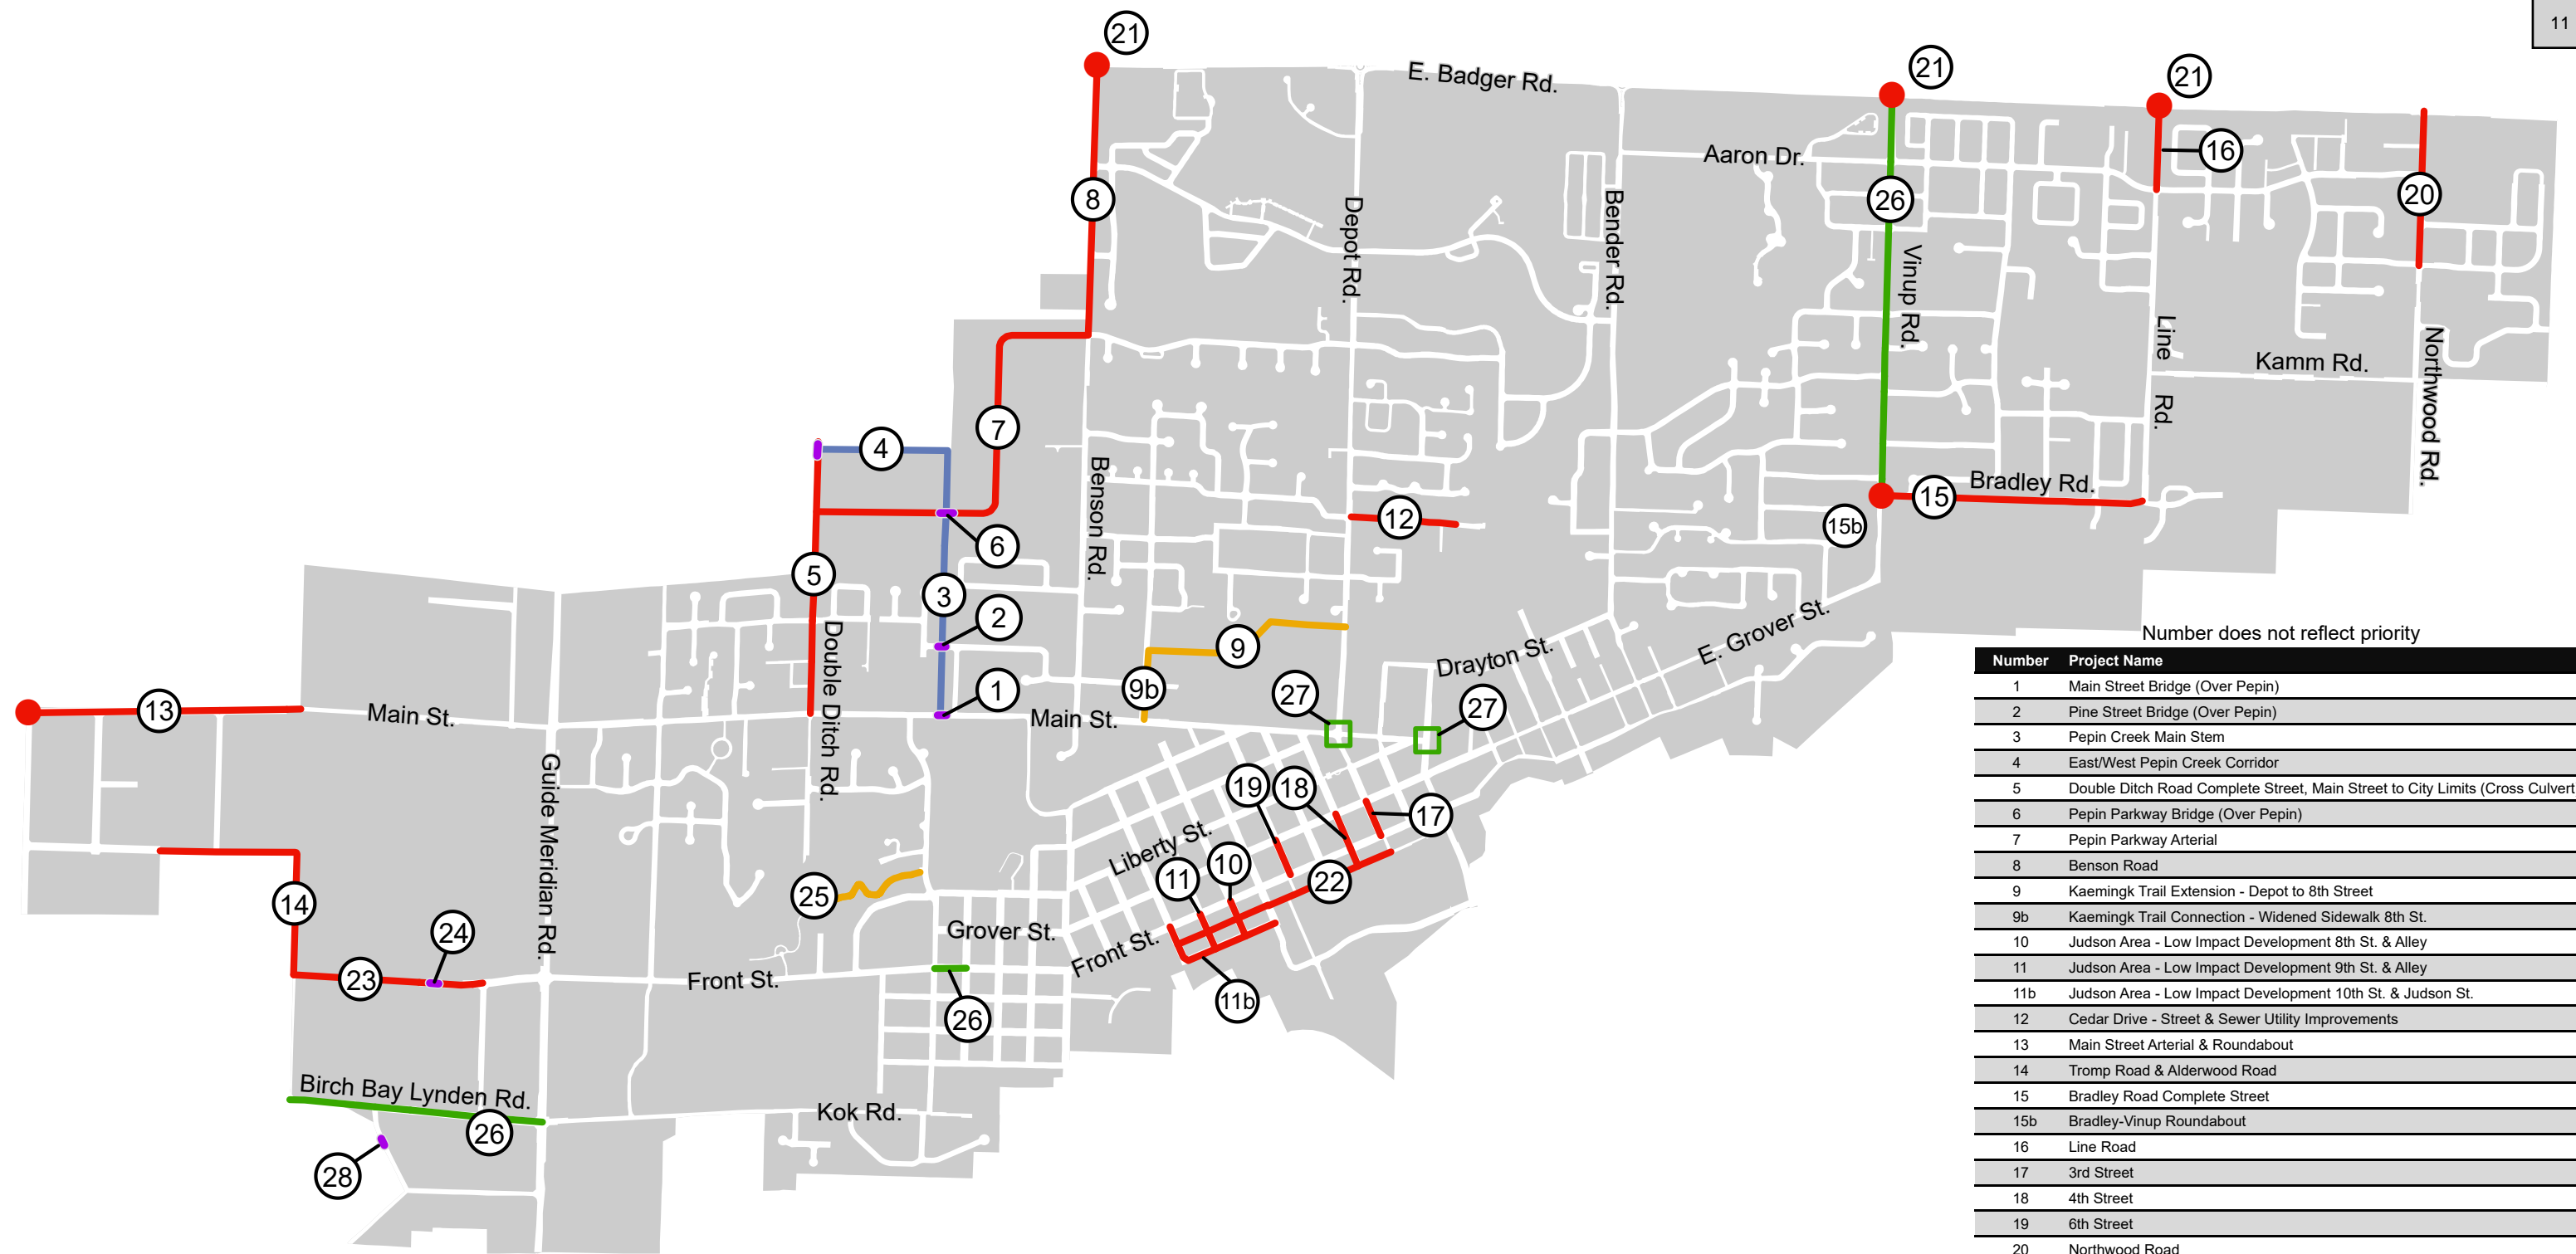 11
21
21
21
E. Badger Rd.
Aaron Dr.
16
8
26
20
Depot Rd.
Bender Rd.
Vinup Rd.
Line Rd.
Northwood Rd.
Kamm Rd.
7
4
Benson Rd.
12
15
Bradley Rd.
15b
6
5
3
2
Double Ditch Rd.
9
Drayton St.
E. Grover St.
1
9b
27
27
13
Main St.
Main St.
Guide Meridian Rd.
19
18
17
Liberty St.
10
11
22
25
14
24
Grover St.
Front St.
23
Front St.
26
11b
Birch Bay Lynden Rd.
26
Kok Rd.
28
Number does not reflect priority
Number Project Name
1 Main Street Bridge (Over Pepin)
2 Pine Street Bridge (Over Pepin)
3 Pepin Creek Main Stem
4 East/West Pepin Creek Corridor
5 Double Ditch Road Complete Street, Main Street to City Limits (Cross Culvert
6 Pepin Parkway Bridge (Over Pepin)
7 Pepin Parkway Arterial
8 Benson Road
9 Kaemingk Trail Extension - Depot to 8th Street
9b Kaemingk Trail Connection - Widened Sidewalk 8th St.
10 Judson Area - Low Impact Development 8th St. & Alley
11 Judson Area - Low Impact Development 9th St. & Alley
11b Judson Area - Low Impact Development 10th St. & Judson St.
12 Cedar Drive - Street & Sewer Utility Improvements
13 Main Street Arterial & Roundabout
14 Tromp Road & Alderwood Road
15 Bradley Road Complete Street
15b Bradley-Vinup Roundabout
16 Line Road
17 3rd Street
18 4th Street
19 6th Street
20 Northwood Road